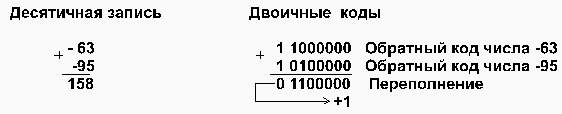 Десятичная запись Двоичные коды
+ - 63 + 1 1000000 Обратный код числа -63
-95 1 0100000 Обратный код числа -95
158 0 1100000 Переполнение
+1